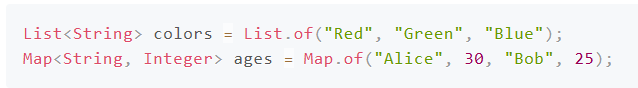 List<String> colors = List.of("Red", "Green", "Blue");
Map<String, Integer> ages = Map.of("Alice", 30, "Bob", 25);